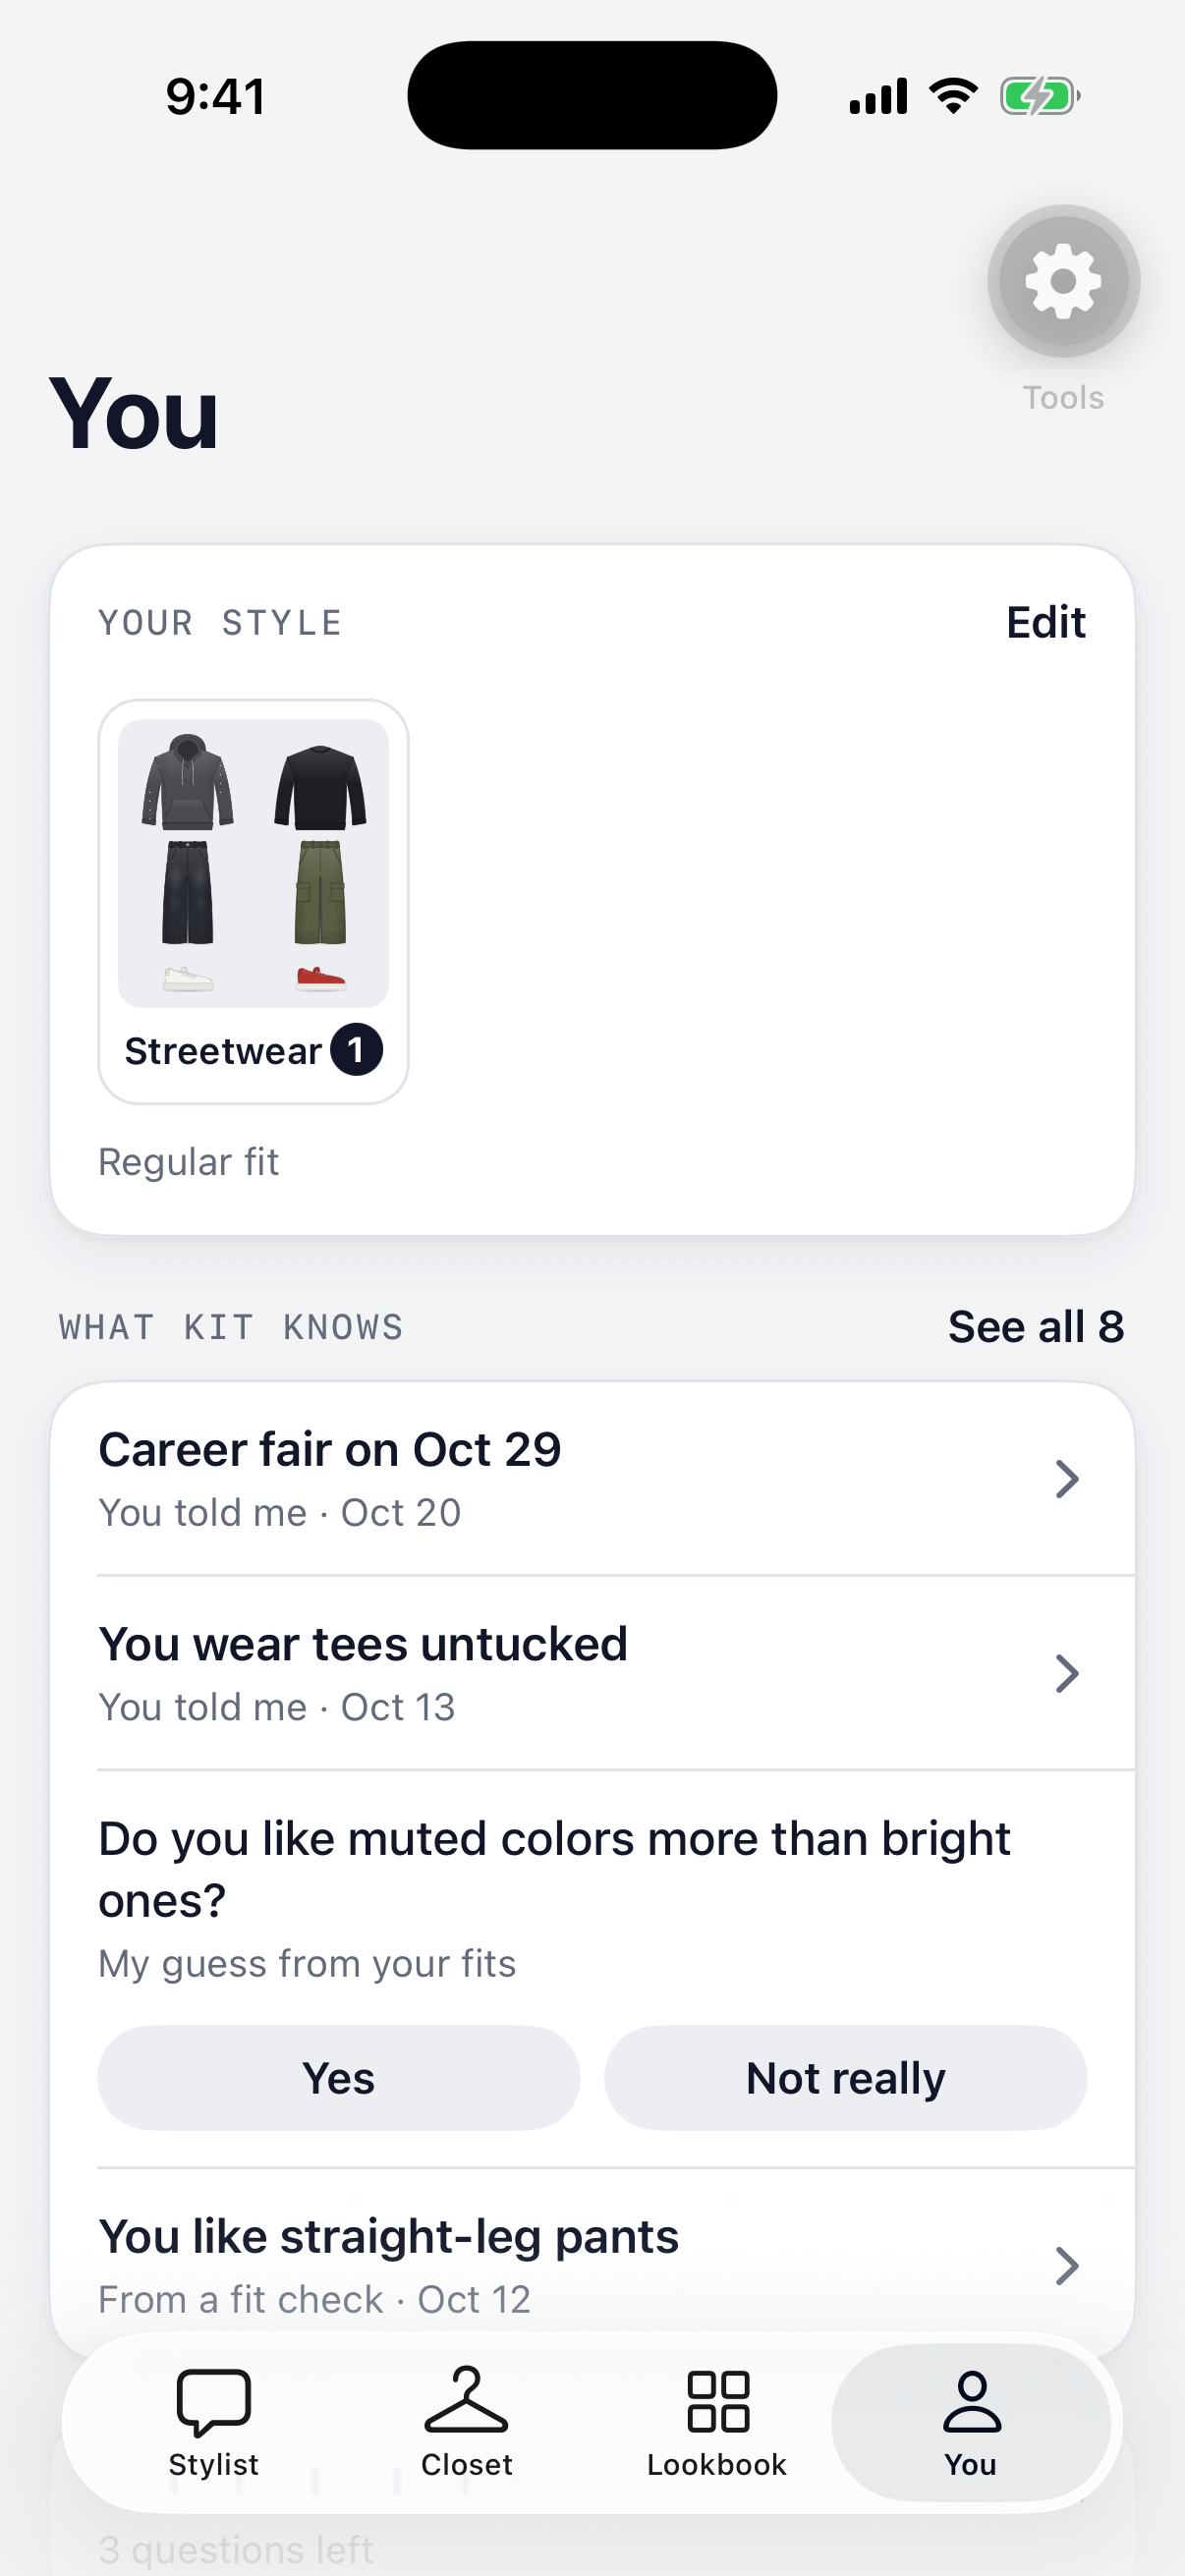 9:41
Tools
You
YOUR STYLE
Edit
Streetwear 1
Regular fit
WHAT KIT KNOWS
See all 8
Career fair on Oct 29
You told me · Oct 20
You wear tees untucked
You told me · Oct 13
Do you like muted colors more than bright
ones?
My guess from your fits
Yes
Not really
You like straight-leg pants
From a fit check · Oct 12
Stylist
Closet
Lookbook
You
3 questions left